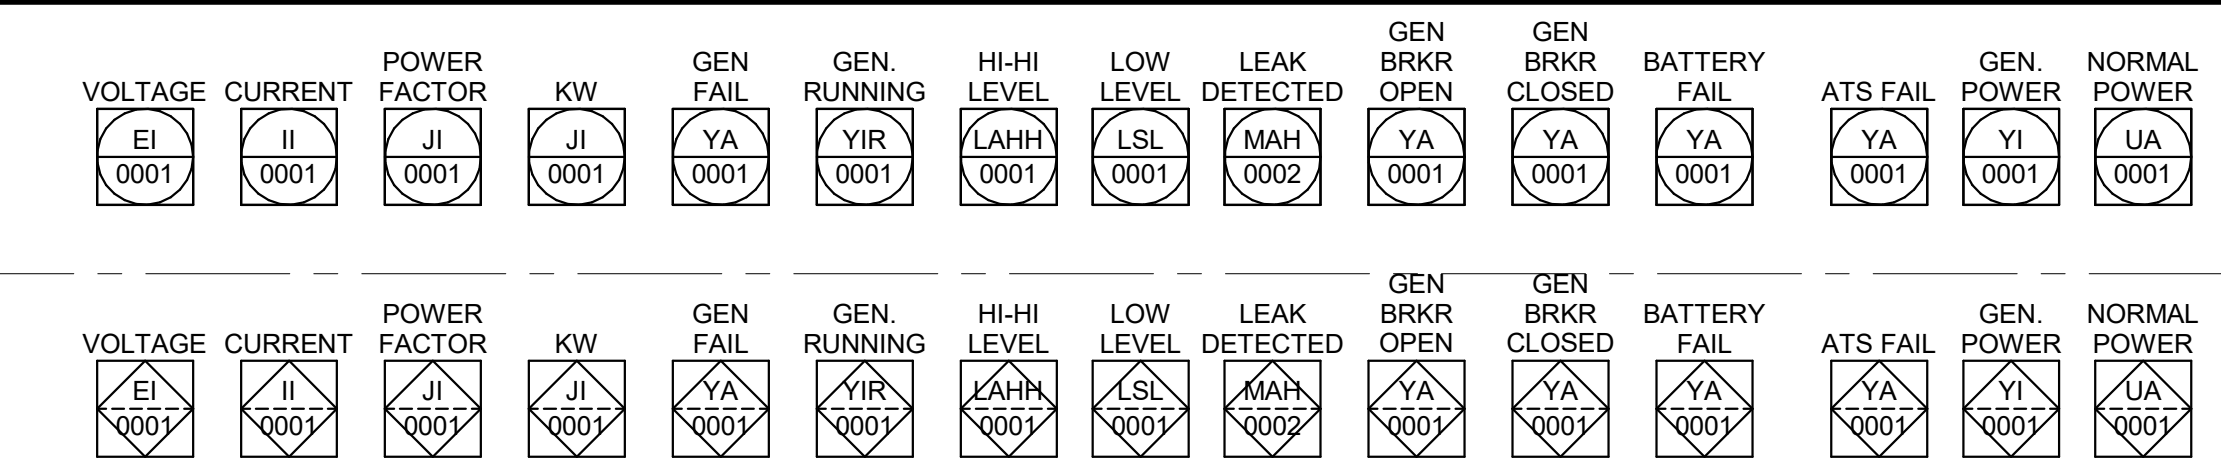 GEN GEN
POWER GEN GEN. HI-HI LOW LEAK BRKR BRKR BATTERY GEN. NORMAL
VOLTAGE CURRENT FACTOR KW FAIL RUNNING LEVEL LEVEL DETECTED OPEN CLOSED FAIL ATS FAIL POWER POWER
EI II JI JI YA YIR LAHH LSL MAH YA YA YA YA YI UA
0001 0001 0001 0001 0001 0001 0001 0001 0002 0001 0001 0001 0001 0001 0001
GEN GEN
POWER GEN GEN. HI-HI LOW LEAK BRKR BRKR BATTERY GEN. NORMAL
VOLTAGE CURRENT FACTOR KW FAIL RUNNING LEVEL LEVEL DETECTED OPEN CLOSED FAIL ATS FAIL POWER POWER
EI II JI JI YA YIR LAHH LSL MAH YA YA YA YA YI UA
0001 0001 0001 0001 0001 0001 0001 0001 0002 0001 0001 0001 0001 0001 0001